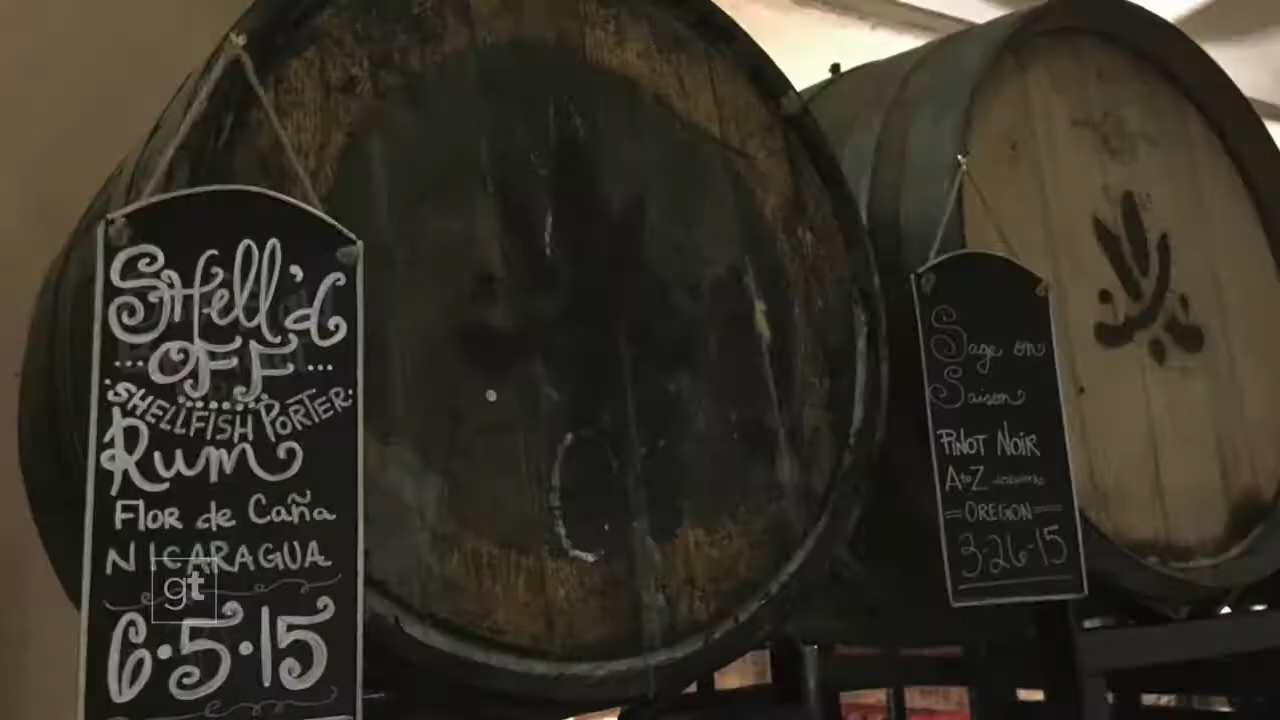 Shell'd
...OFF...
SHELLFISH PORTER
Rum
Flor de Caña
NICARAGUA
gt
6·5·15
Sage on
Saison
PINOT NOIR
A to Z
OREGON
3·26·15